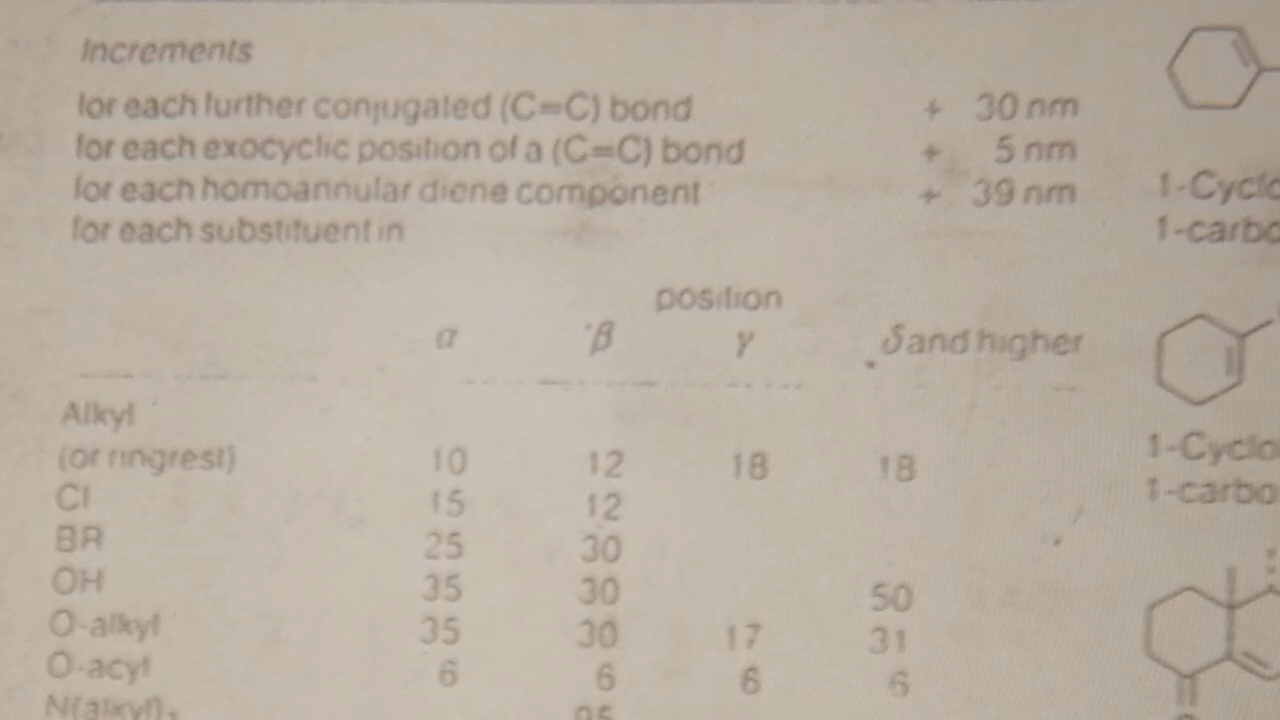 Increments
for each further conjugated (C=C) bond + 30 nm
for each exocyclic position of a (C=C) bond + 5 nm
for each homoannular diene component + 39 nm
for each substituent in
position
α β γ δ and higher
Alkyl
(or ringrest) 10 12 18 18
Cl 15 12
BR 25 30
OH 35 30 50
O-alkyl 35 30 17 31
O-acyl 6 6 6 6
N(alkyl)₂ 95
1-Cyclo
1-carbo
1-Cyclo
1-carbo